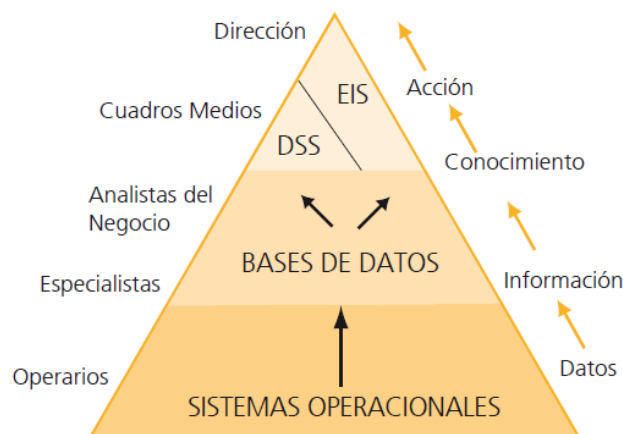 Dirección
EIS
Acción
Cuadros Medios
DSS
Conocimiento
Analistas del
Negocio
BASES DE DATOS
Información
Especialistas
Datos
Operarios
SISTEMAS OPERACIONALES